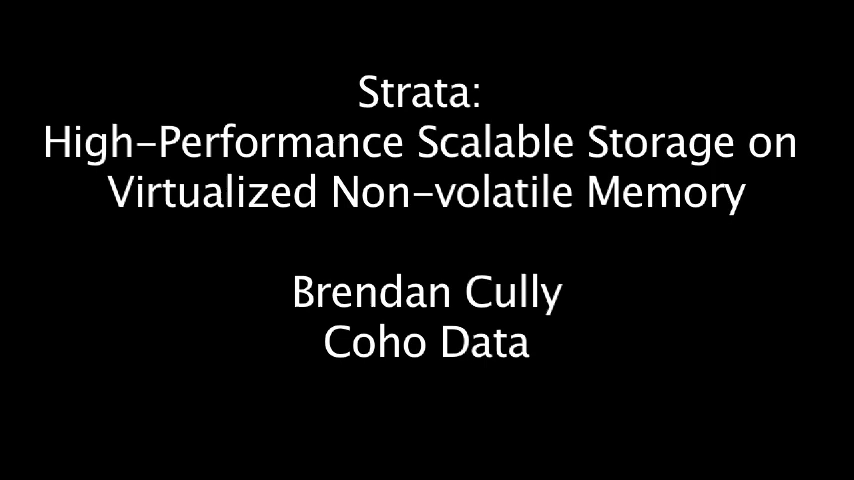 Strata:
High-Performance Scalable Storage on
Virtualized Non-volatile Memory
Brendan Cully
Coho Data